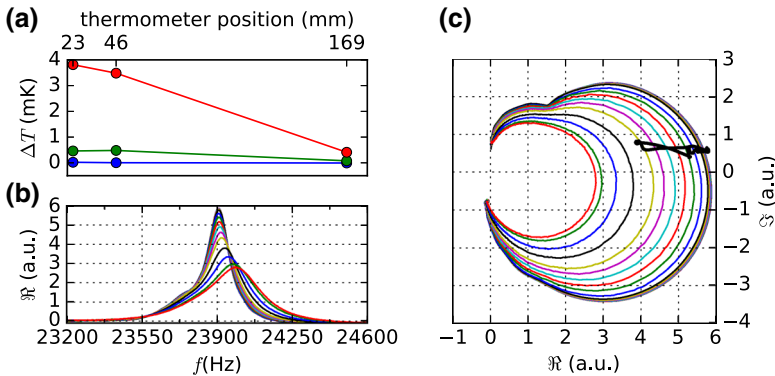 (a)
thermometer position (mm)
23 46 169
4
3
2
1
0
ΔT (mK)
(b)
6
5
4
3
2
1
0
ℜ (a.u.)
23200 23550 23900 24250 24600
f(Hz)
(c)
3
2
1
0
−1
−2
−3
−4
ℑ (a.u.)
−1 0 1 2 3 4 5 6
ℜ (a.u.)